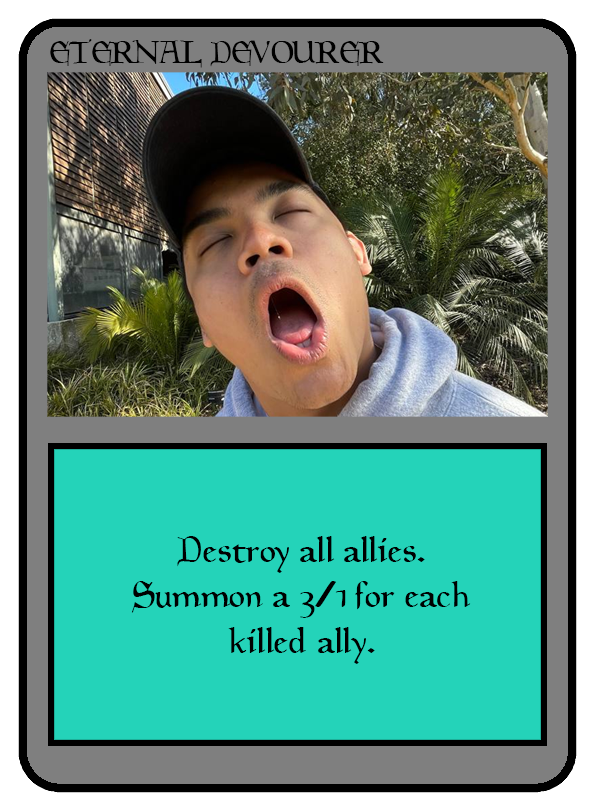 ETERNAL DEVOURER
Destroy all allies.
Summon a 3/1 for each
killed ally.